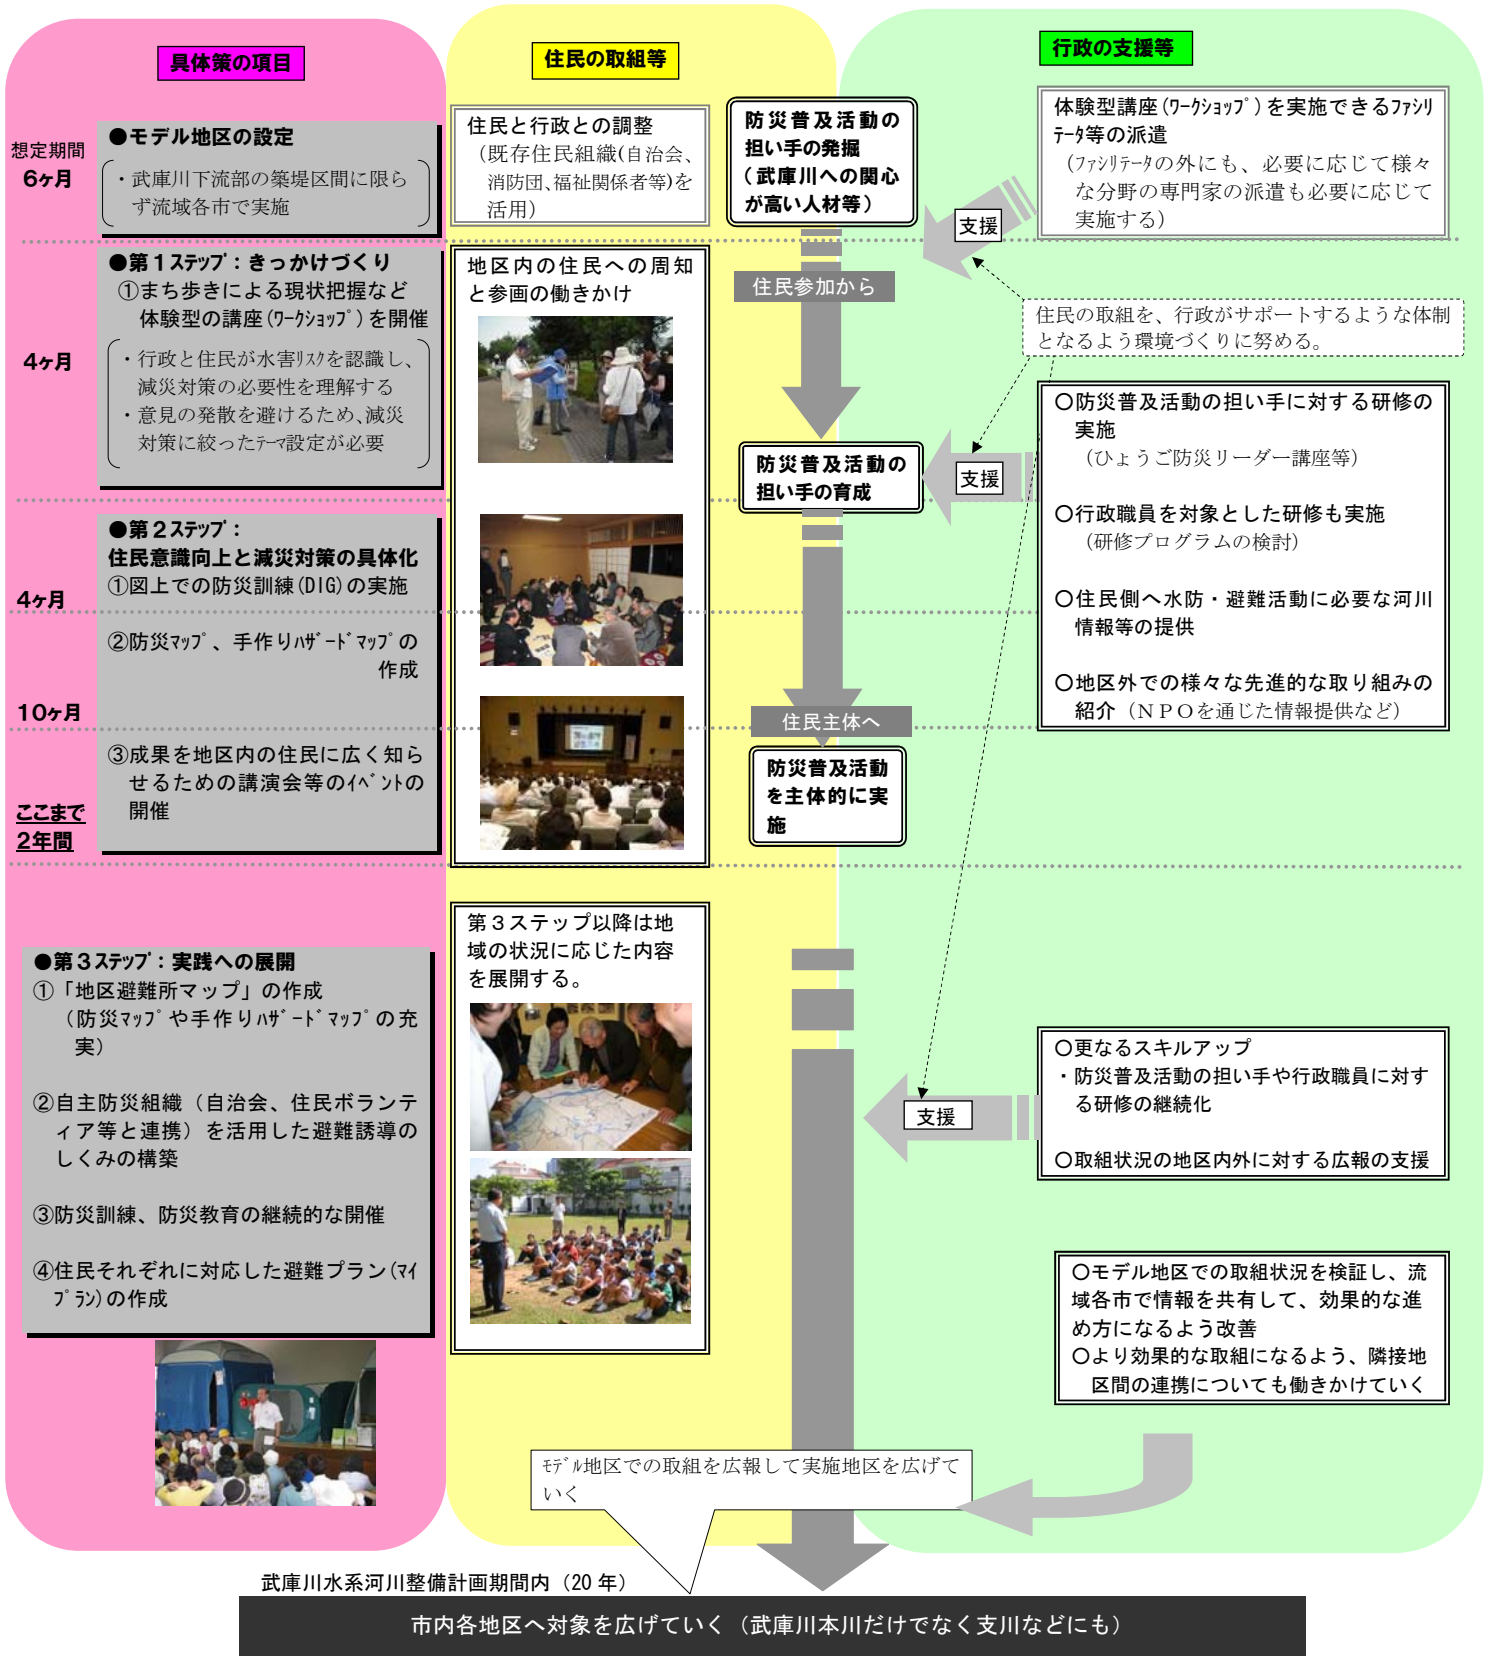 具体策の項目
住民の取組等
行政の支援等
想定期間
6ヶ月
●モデル地区の設定
・武庫川下流部の築堤区間に限ら
ず流域各市で実施
住民と行政との調整
(既存住民組織(自治会、
消防団、福祉関係者等)を
活用)
防災普及活動の
担い手の発掘
(武庫川への関心
が高い人材等)
体験型講座(ﾜｰｸｼｮｯﾌﾟ)を実施できるﾌｧｼﾘ
ﾃｰﾀ等の派遣
(ﾌｧｼﾘﾃｰﾀの外にも、必要に応じて様々
な分野の専門家の派遣も必要に応じて
実施する)
支援
4ヶ月
●第1ｽﾃｯﾌﾟ：きっかけづくり
①まち歩きによる現状把握など
体験型の講座(ﾜｰｸｼｮｯﾌﾟ)を開催
・行政と住民が水害ﾘｽｸを認識し、
減災対策の必要性を理解する
・意見の発散を避けるため、減災
対策に絞ったﾃｰﾏ設定が必要
地区内の住民への周知
と参画の働きかけ
住民参加から
住民の取組を、行政がサポートするような体制
となるよう環境づくりに努める。
防災普及活動の
担い手の育成
支援
〇防災普及活動の担い手に対する研修の
実施
(ひょうご防災リーダー講座等)
〇行政職員を対象とした研修も実施
(研修プログラムの検討)
〇住民側へ水防・避難活動に必要な河川
情報等の提供
〇地区外での様々な先進的な取り組みの
紹介(ＮＰＯを通じた情報提供など)
4ヶ月
10ヶ月
ここまで
2年間
●第２ｽﾃｯﾌﾟ：
住民意識向上と減災対策の具体化
①図上での防災訓練(DIG)の実施
②防災ﾏｯﾌﾟ、手作りﾊｻﾞｰﾄﾞﾏｯﾌﾟの
作成
③成果を地区内の住民に広く知ら
せるための講演会等のｲﾍﾞﾝﾄの
開催
住民主体へ
防災普及活動
を主体的に実
施
●第３ｽﾃｯﾌﾟ：実践への展開
①「地区避難所マップ」の作成
(防災ﾏｯﾌﾟや手作りﾊｻﾞｰﾄﾞﾏｯﾌﾟの充
実)
②自主防災組織（自治会、住民ボランテ
ィア等と連携）を活用した避難誘導の
しくみの構築
③防災訓練、防災教育の継続的な開催
④住民それぞれに対応した避難プラン(ﾏｲ
ﾌﾟﾗﾝ)の作成
第３ステップ以降は地
域の状況に応じた内容
を展開する。
支援
〇更なるスキルアップ
・防災普及活動の担い手や行政職員に対す
る研修の継続化
〇取組状況の地区内外に対する広報の支援
〇モデル地区での取組状況を検証し、流
域各市で情報を共有して、効果的な進
め方になるよう改善
〇より効果的な取組になるよう、隣接地
区間の連携についても働きかけていく
ﾓﾃﾞﾙ地区での取組を広報して実施地区を広げて
いく
武庫川水系河川整備計画期間内（20 年）
市内各地区へ対象を広げていく（武庫川本川だけでなく支川などにも）